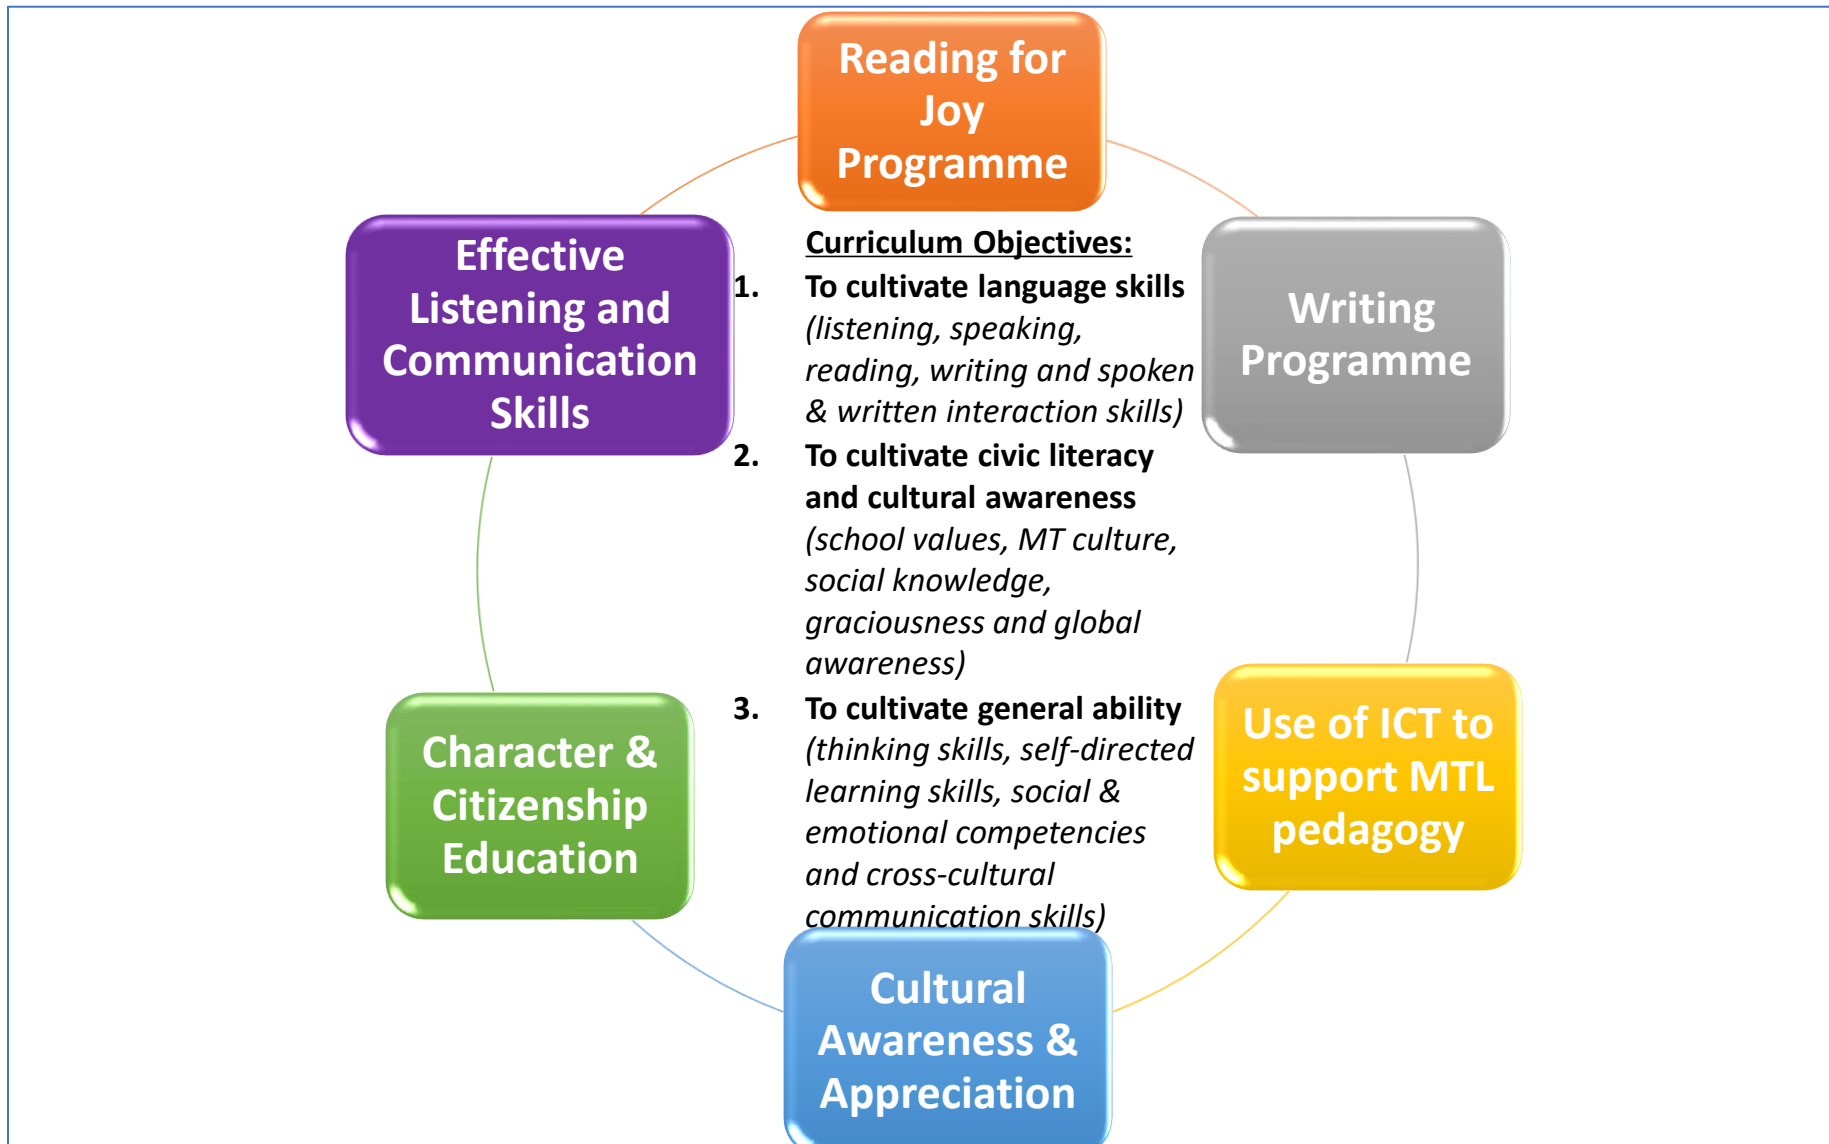 Reading for
Joy
Programme
Effective
Listening and
Communication
Skills
Curriculum Objectives:
1. To cultivate language skills
(listening, speaking,
reading, writing and spoken
& written interaction skills)
2. To cultivate civic literacy
and cultural awareness
(school values, MT culture,
social knowledge,
graciousness and global
awareness)
3. To cultivate general ability
(thinking skills, self-directed
learning skills, social &
emotional competencies
and cross-cultural
communication skills)
Writing
Programme
Character &
Citizenship
Education
Use of ICT to
support MTL
pedagogy
Cultural
Awareness &
Appreciation